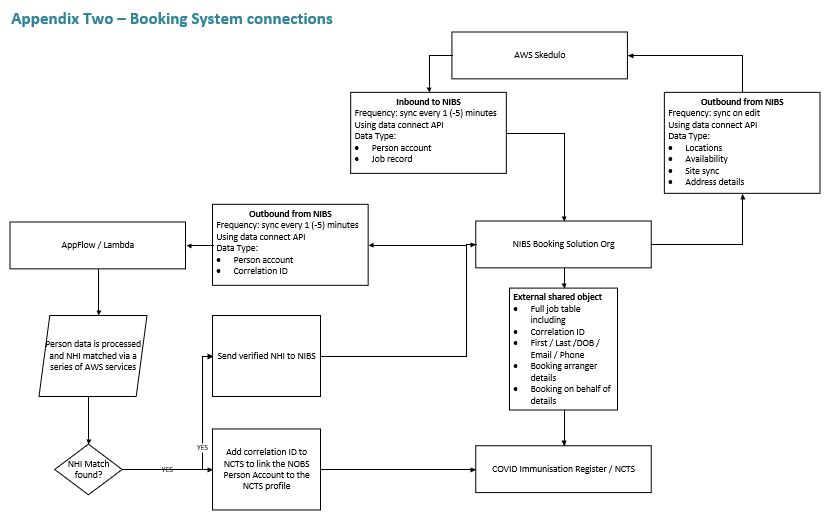 Appendix Two – Booking System connections
AWS Skedulo
Inbound to NIBS
Frequency: sync every 1 (-5) minutes
Using data connect API
Data Type:
• Person account
• Job record
Outbound from NIBS
Frequency: sync on edit
Using data connect API
Data Type:
• Locations
• Availability
• Site sync
• Address details
Outbound from NIBS
Frequency: sync every 1 (-5) minutes
Using data connect API
Data Type:
• Person account
• Correlation ID
AppFlow / Lambda
NIBS Booking Solution Org
External shared object
• Full job table
including
• Correlation ID
• First / Last /DOB /
Email / Phone
• Booking arranger
details
• Booking on behalf of
details
Person data is processed
and NHI matched via a
series of AWS services
Send verified NHI to NIBS
YES
NHI Match
found?
YES
Add correlation ID to
NCTS to link the NOBS
Person Account to the
NCTS profile
COVID Immunisation Register / NCTS